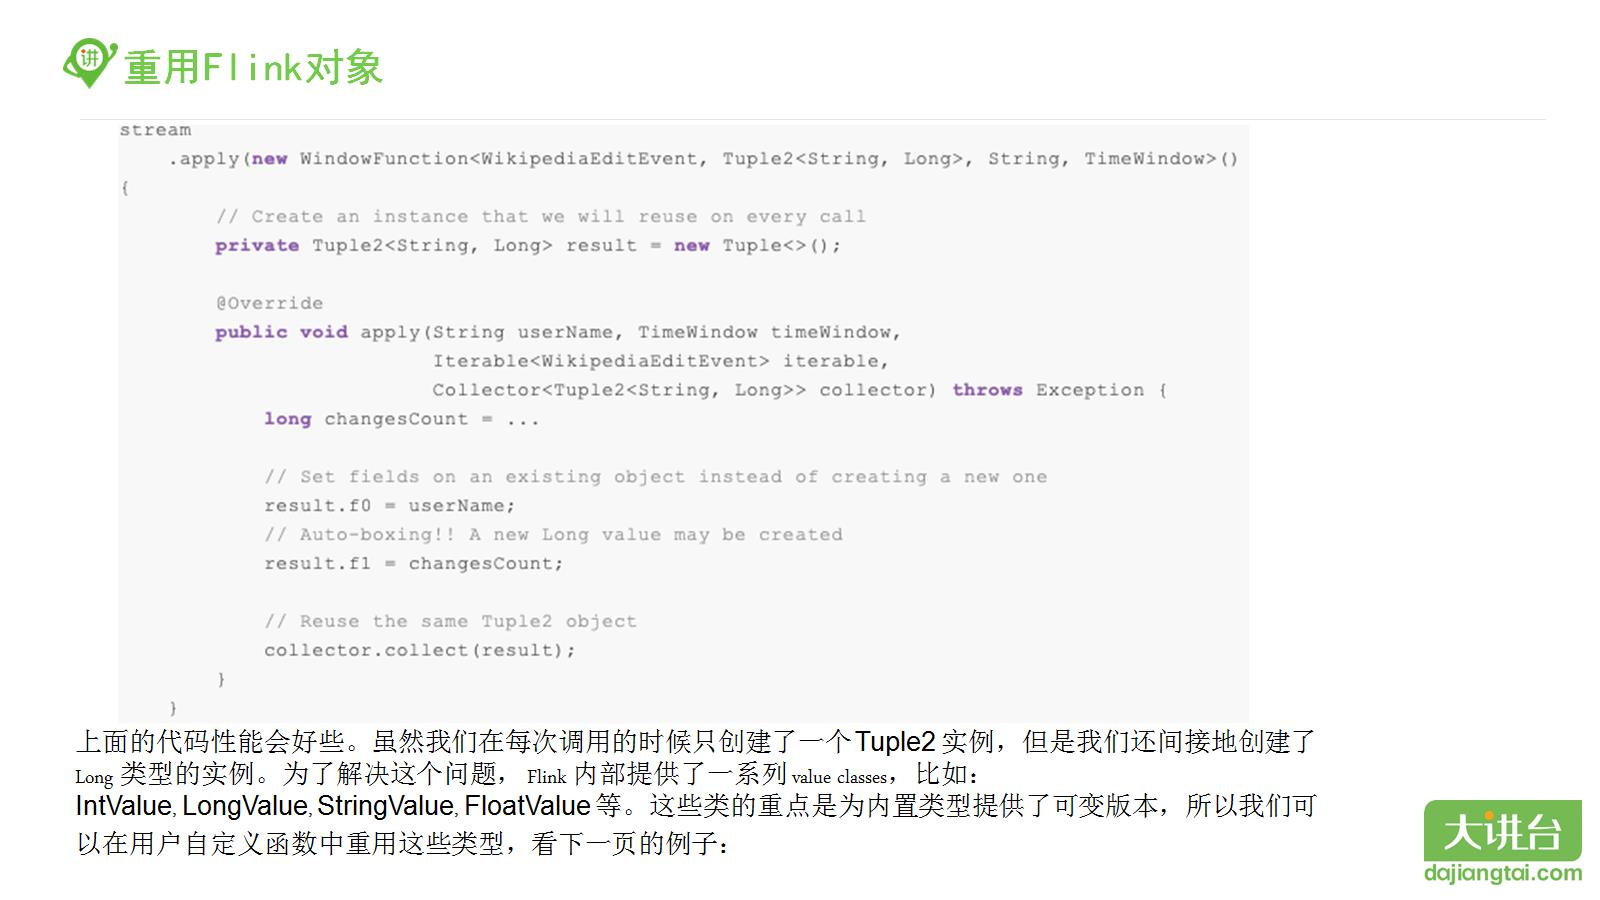 讲
重用Flink对象
stream
    .apply(new WindowFunction<WikipediaEditEvent, Tuple2<String, Long>, String, TimeWindow>()
{
        // Create an instance that we will reuse on every call
        private Tuple2<String, Long> result = new Tuple<>();
        @Override
        public void apply(String userName, TimeWindow timeWindow,
                          Iterable<WikipediaEditEvent> iterable,
                          Collector<Tuple2<String, Long>> collector) throws Exception {
            long changesCount = ...
            // Set fields on an existing object instead of creating a new one
            result.f0 = userName;
            // Auto-boxing!! A new Long value may be created
            result.f1 = changesCount;
            // Reuse the same Tuple2 object
            collector.collect(result);
        }
    }
上面的代码性能会好些。虽然我们在每次调用的时候只创建了一个Tuple2 实例，但是我们还间接地创建了
Long 类型的实例。为了解决这个问题， Flink 内部提供了一系列 value classes，比如：
IntValue, LongValue, StringValue, FloatValue 等。这些类的重点是为内置类型提供了可变版本，所以我们可
以在用户自定义函数中重用这些类型，看下一页的例子：
大讲台
dajiangtai.com